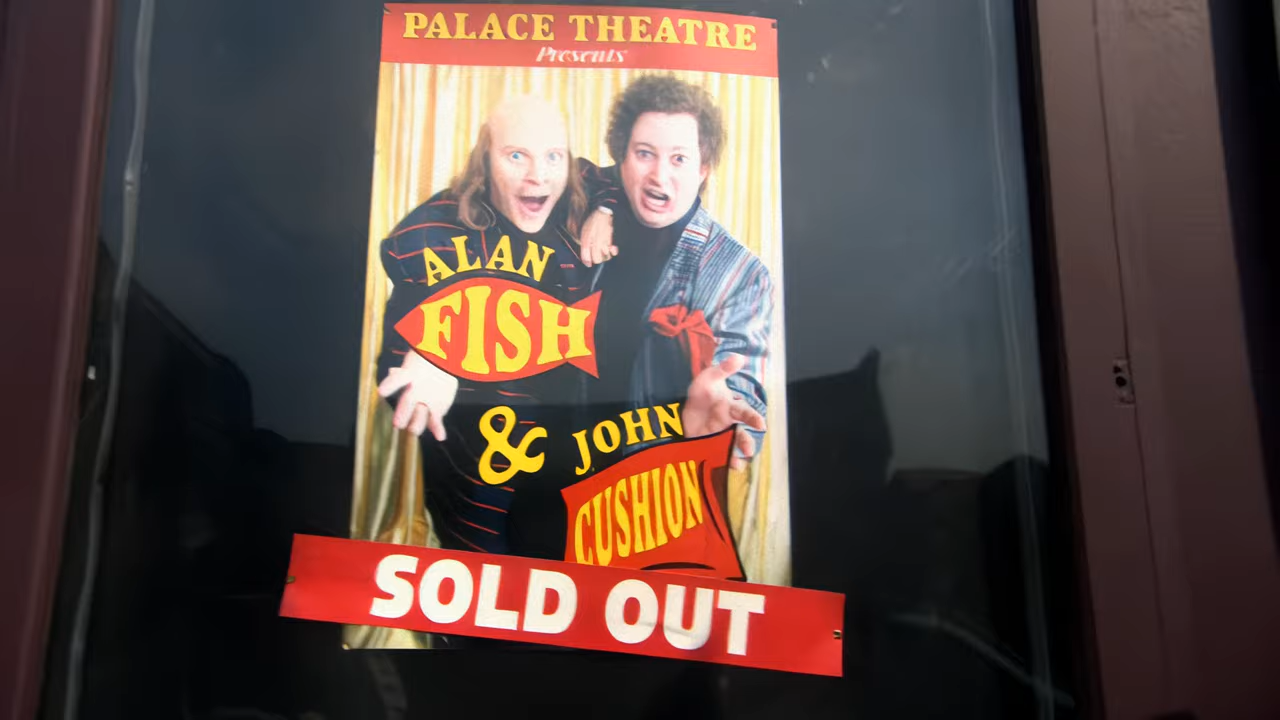 PALACE THEATRE
Presents
ALAN
FISH
&
JOHN
CUSHION
SOLD OUT